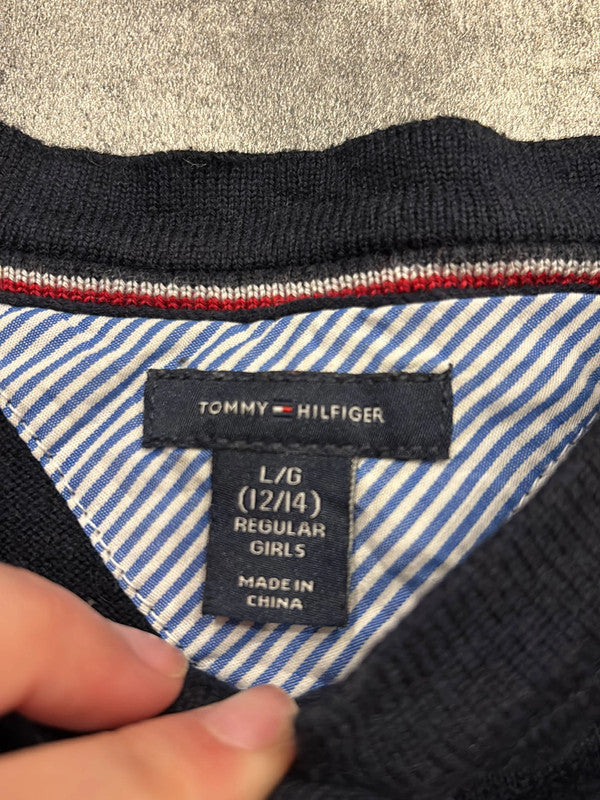 TOMMY HILFIGER
L/G
(12/14)
REGULAR
GIRLS
MADE IN
CHINA